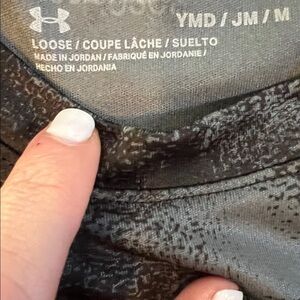 YMD / JM / M
LOOSE / COUPE LÂCHE / SUELTO
MADE IN JORDAN / FABRIQUÉ EN JORDANIE /
HECHO EN JORDANIA